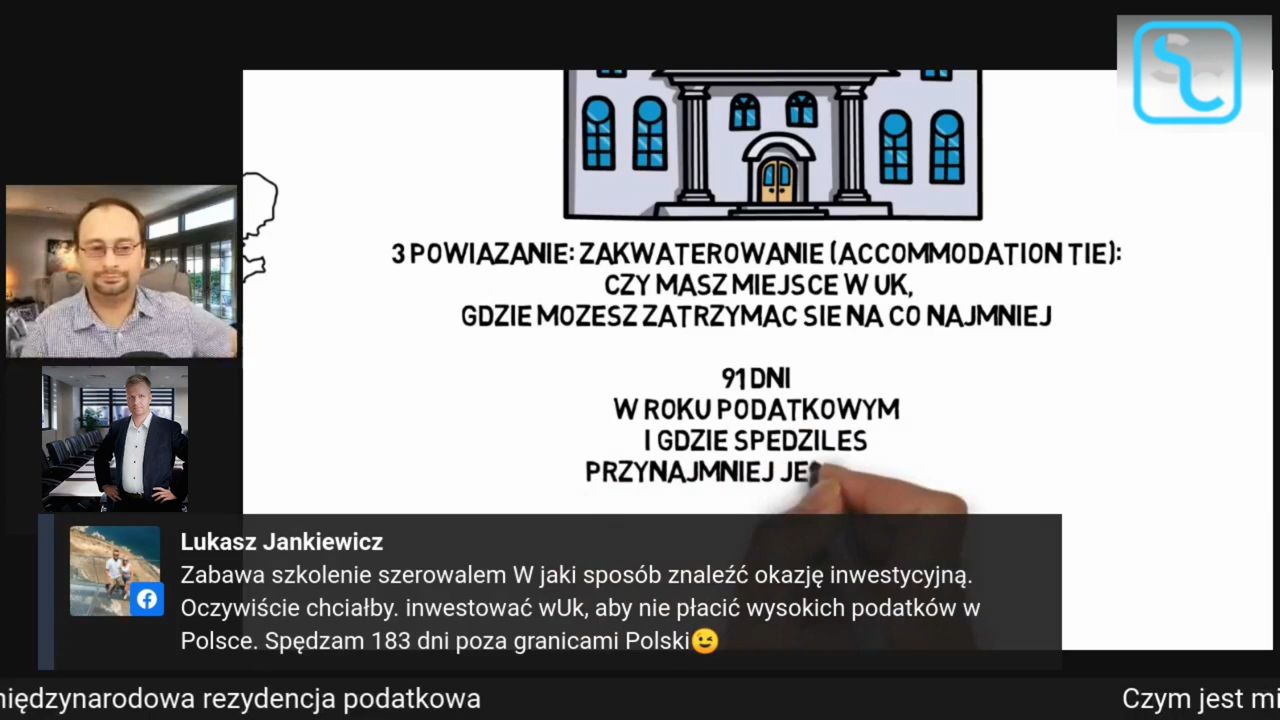 3 POWIAZANIE: ZAKWATEROWANIE (ACCOMMODATION TIE):
CZY MASZ MIEJSCE W UK,
GDZIE MOZESZ ZATRZYMAC SIE NA CO NAJMNIEJ
91 DNI
W ROKU PODATKOWYM
I GDZIE SPEDZILES
PRZYNAJMNIEJ JE
Lukasz Jankiewicz
Zabawa szkolenie szerowalem W jaki sposób znaleźć okazję inwestycyjną.
Oczywiście chciałby. inwestować wUk, aby nie płacić wysokich podatków w
Polsce. Spędzam 183 dni poza granicami Polski😉
niędzynarodowa rezydencja podatkowa
Czym jest mi